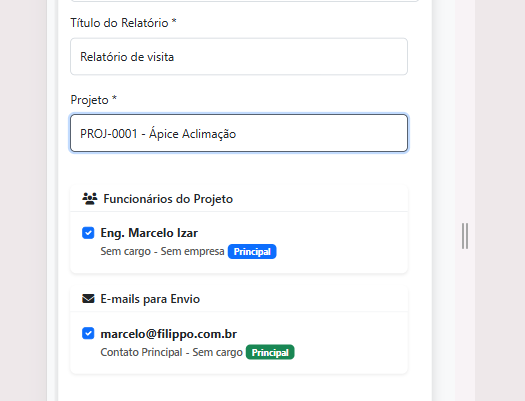 Título do Relatório *
Relatório de visita
Projeto *
PROJ-0001 - Ápice Aclimação
Funcionários do Projeto
Eng. Marcelo Izar
Sem cargo - Sem empresa Principal
E-mails para Envio
marcelo@filippo.com.br
Contato Principal - Sem cargo Principal